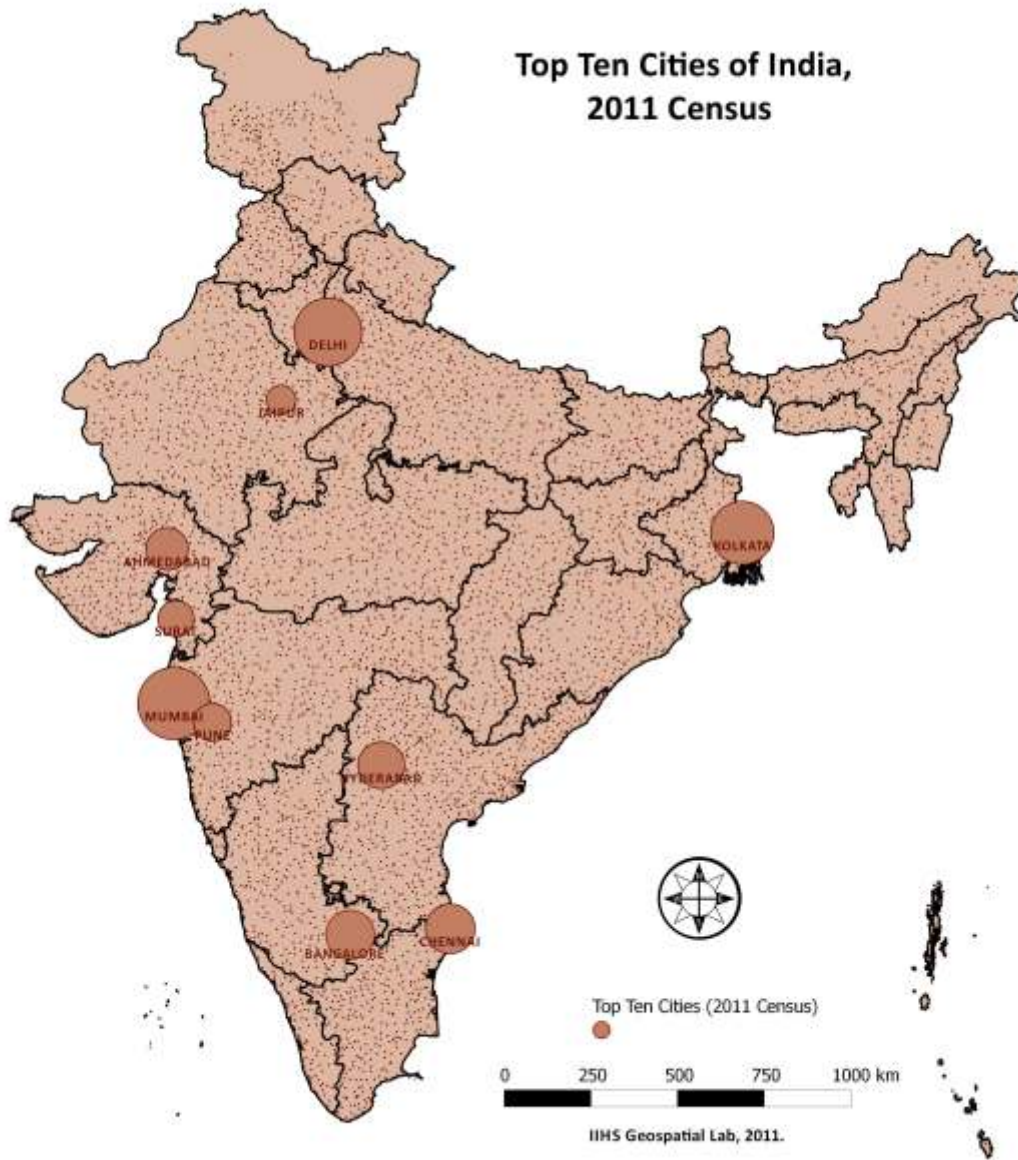 Top Ten Cities of India,
2011 Census
DELHI
JAIPUR
KOLKATA
AHMEDABAD
SURAT
MUMBAI
PUNE
HYDERABAD
BANGALORE
CHENNAI
Top Ten Cities (2011 Census)
0 250 500 750 1000 km
IIHS Geospatial Lab, 2011.